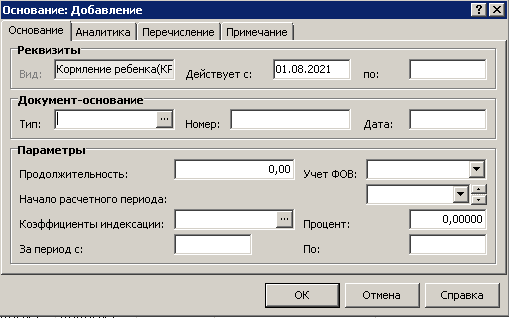 Основание: Добавление
Основание Аналитика Перечисление Примечание
Реквизиты
Вид: Кормление ребенка(КР Действует с: 01.08.2021 по:
Документ-основание
Тип: ... Номер: Дата:
Параметры
Продолжительность: 0,00 Учет ФОВ:
Начало расчетного периода:
Коэффициенты индексации: ... Процент: 0,00000
За период с: По:
ОК Отмена Справка